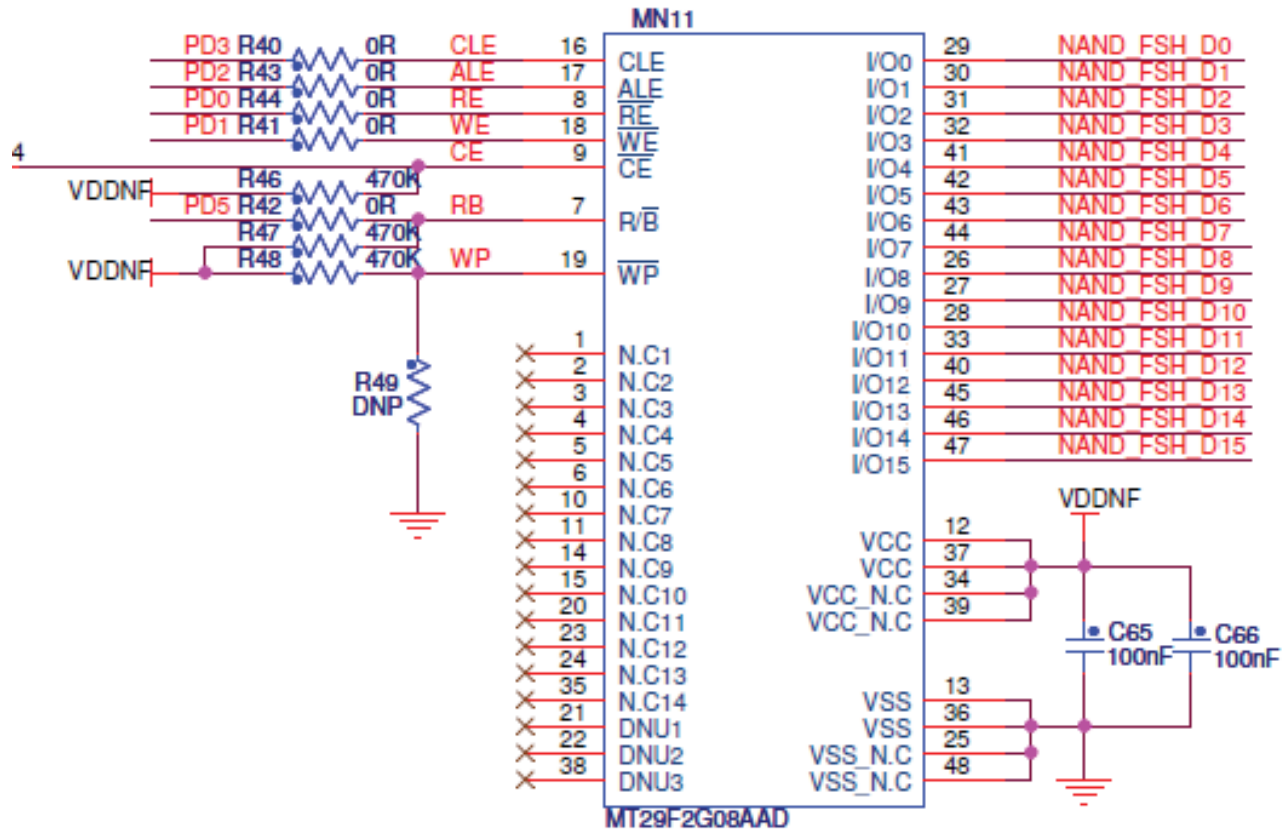 MN11
PD3 R40 0R CLE 16 CLE I/O0 29 NAND_FSH_D0
PD2 R43 0R ALE 17 ALE I/O1 30 NAND_FSH_D1
PD0 R44 0R RE 8 RE I/O2 31 NAND_FSH_D2
PD1 R41 0R WE 18 WE I/O3 32 NAND_FSH_D3
4 CE 9 CE I/O4 41 NAND_FSH_D4
VDDNF R46 470K I/O5 42 NAND_FSH_D5
PD5 R42 0R RB 7 R/B I/O6 43 NAND_FSH_D6
R47 470K I/O7 44 NAND_FSH_D7
VDDNF R48 470K WP 19 WP I/O8 26 NAND_FSH_D8
I/O9 27 NAND_FSH_D9
I/O10 28 NAND_FSH_D10
1 N.C1 I/O11 33 NAND_FSH_D11
2 N.C2 I/O12 40 NAND_FSH_D12
R49
DNP
3 N.C3 I/O13 45 NAND_FSH_D13
4 N.C4 I/O14 46 NAND_FSH_D14
5 N.C5 I/O15 47 NAND_FSH_D15
6 N.C6
VDDNF
10 N.C7
11 N.C8 VCC 12
14 N.C9 VCC 37
15 N.C10 VCC_N.C 34
20 N.C11 VCC_N.C 39
23 N.C12
C65
100nF
C66
100nF
24 N.C13
35 N.C14 VSS 13
21 DNU1 VSS 36
22 DNU2 VSS_N.C 25
38 DNU3 VSS_N.C 48
MT29F2G08AAD